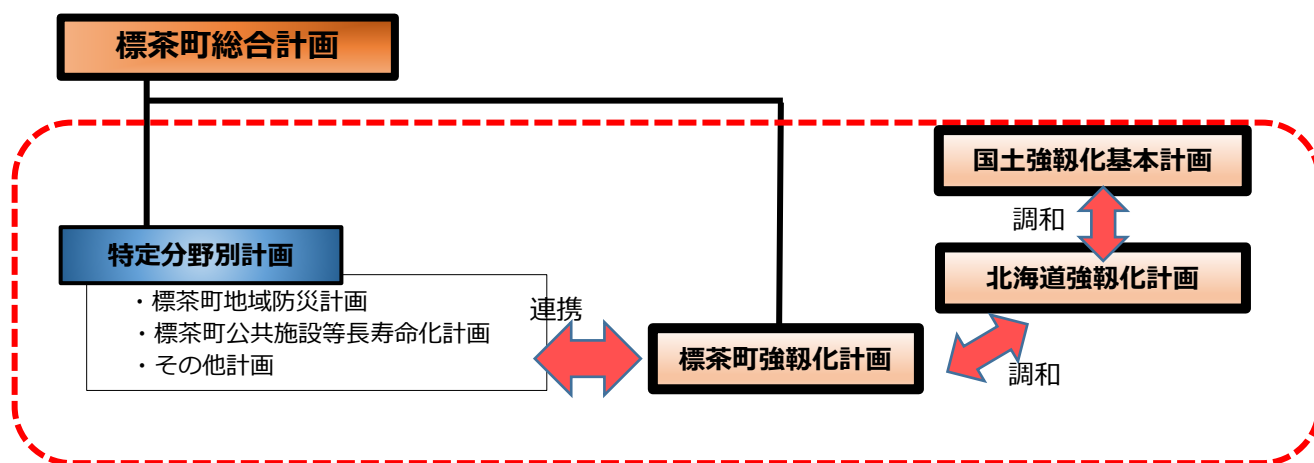 標茶町総合計画
国土強靱化基本計画
調和
特定分野別計画
北海道強靱化計画
・標茶町地域防災計画
・標茶町公共施設等長寿命化計画
・その他計画
連携
標茶町強靱化計画
調和